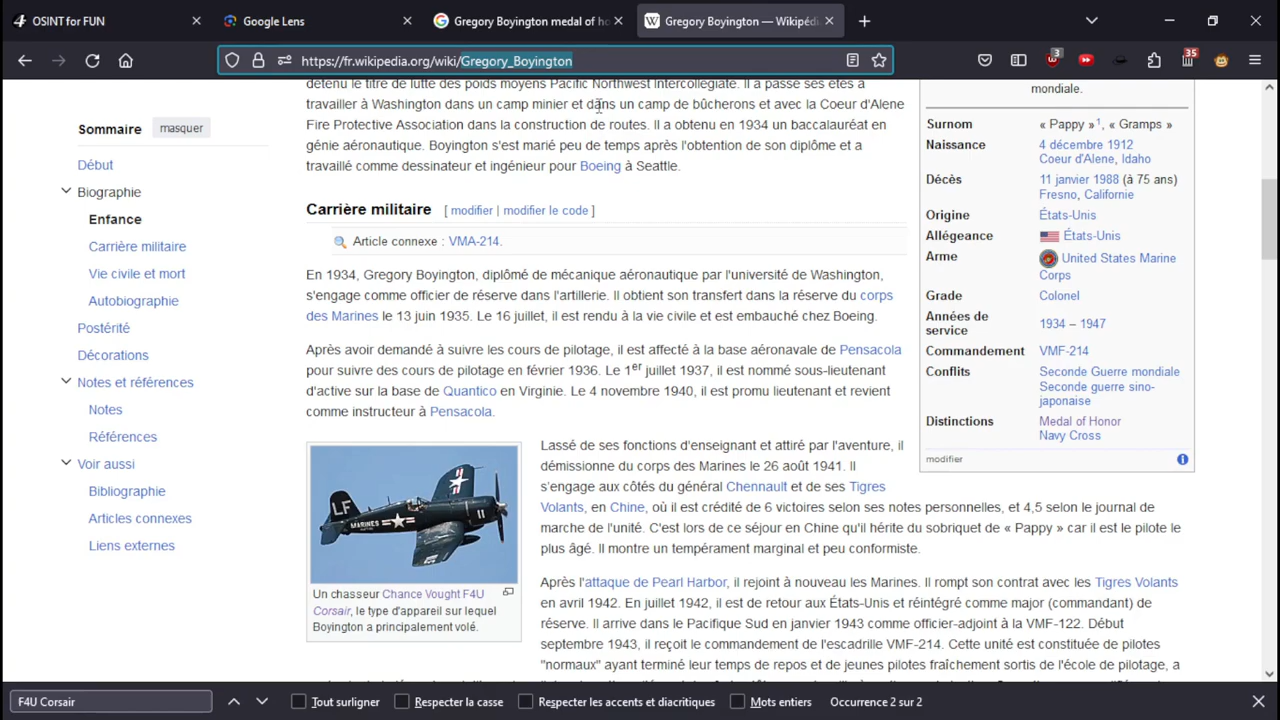 OSINT for FUN
Google Lens
Gregory Boyington medal of ho
Gregory Boyington — Wikipédi
https://fr.wikipedia.org/wiki/Gregory_Boyington
3
35
détenu le titre de lutte des poids moyens Pacific Northwest Intercollegiate. Il a passé ses étés à
travailler à Washington dans un camp minier et dans un camp de bûcherons et avec la Coeur d'Alene
Fire Protective Association dans la construction de routes. Il a obtenu en 1934 un baccalauréat en
génie aéronautique. Boyington s'est marié peu de temps après l'obtention de son diplôme et a
travaillé comme dessinateur et ingénieur pour Boeing à Seattle.
Sommaire
masquer
Début
Biographie
Enfance
Carrière militaire
Vie civile et mort
Autobiographie
Postérité
Décorations
Notes et références
Notes
Références
Voir aussi
Bibliographie
Articles connexes
Liens externes
Carrière militaire [ modifier | modifier le code ]
Article connexe : VMA-214.
En 1934, Gregory Boyington, diplômé de mécanique aéronautique par l'université de Washington,
s'engage comme officier de réserve dans l'artillerie. Il obtient son transfert dans la réserve du corps
des Marines le 13 juin 1935. Le 16 juillet, il est rendu à la vie civile et est embauché chez Boeing.
Après avoir demandé à suivre les cours de pilotage, il est affecté à la base aéronavale de Pensacola
pour suivre des cours de pilotage en février 1936. Le 1er juillet 1937, il est nommé sous-lieutenant
d'active sur la base de Quantico en Virginie. Le 4 novembre 1940, il est promu lieutenant et revient
comme instructeur à Pensacola.
LF
MARINES
11
Un chasseur Chance Vought F4U
Corsair, le type d'appareil sur lequel
Boyington a principalement volé.
Lassé de ses fonctions d'enseignant et attiré par l'aventure, il
démissionne du corps des Marines le 26 août 1941. Il
s'engage aux côtés du général Chennault et de ses Tigres
Volants, en Chine, où il est crédité de 6 victoires selon ses notes personnelles, et 4,5 selon le journal de
marche de l'unité. C'est lors de ce séjour en Chine qu'il hérite du sobriquet de « Pappy » car il est le pilote le
plus âgé. Il montre un tempérament marginal et peu conformiste.
Après l'attaque de Pearl Harbor, il rejoint à nouveau les Marines. Il rompt son contrat avec les Tigres Volants
en avril 1942. En juillet 1942, il est de retour aux États-Unis et réintégré comme major (commandant) de
réserve. Il arrive dans le Pacifique Sud en janvier 1943 comme officier-adjoint à la VMF-122. Début
septembre 1943, il reçoit le commandement de l'escadrille VMF-214. Cette unité est constituée de pilotes
"normaux" ayant terminé leur temps de repos et de jeunes pilotes fraîchement sortis de l'école de pilotage, a
mondiale.
Surnom « Pappy »1, « Gramps »
Naissance 4 décembre 1912
Coeur d'Alene, Idaho
Décès 11 janvier 1988 (à 75 ans)
Fresno, Californie
Origine États-Unis
Allégeance États-Unis
Arme United States Marine
Corps
Grade Colonel
Années de
service 1934 – 1947
Commandement VMF-214
Conflits Seconde Guerre mondiale
Seconde guerre sino-
japonaise
Distinctions Medal of Honor
Navy Cross
modifier
F4U Corsair
Tout surligner
Respecter la casse
Respecter les accents et diacritiques
Mots entiers
Occurrence 2 sur 2